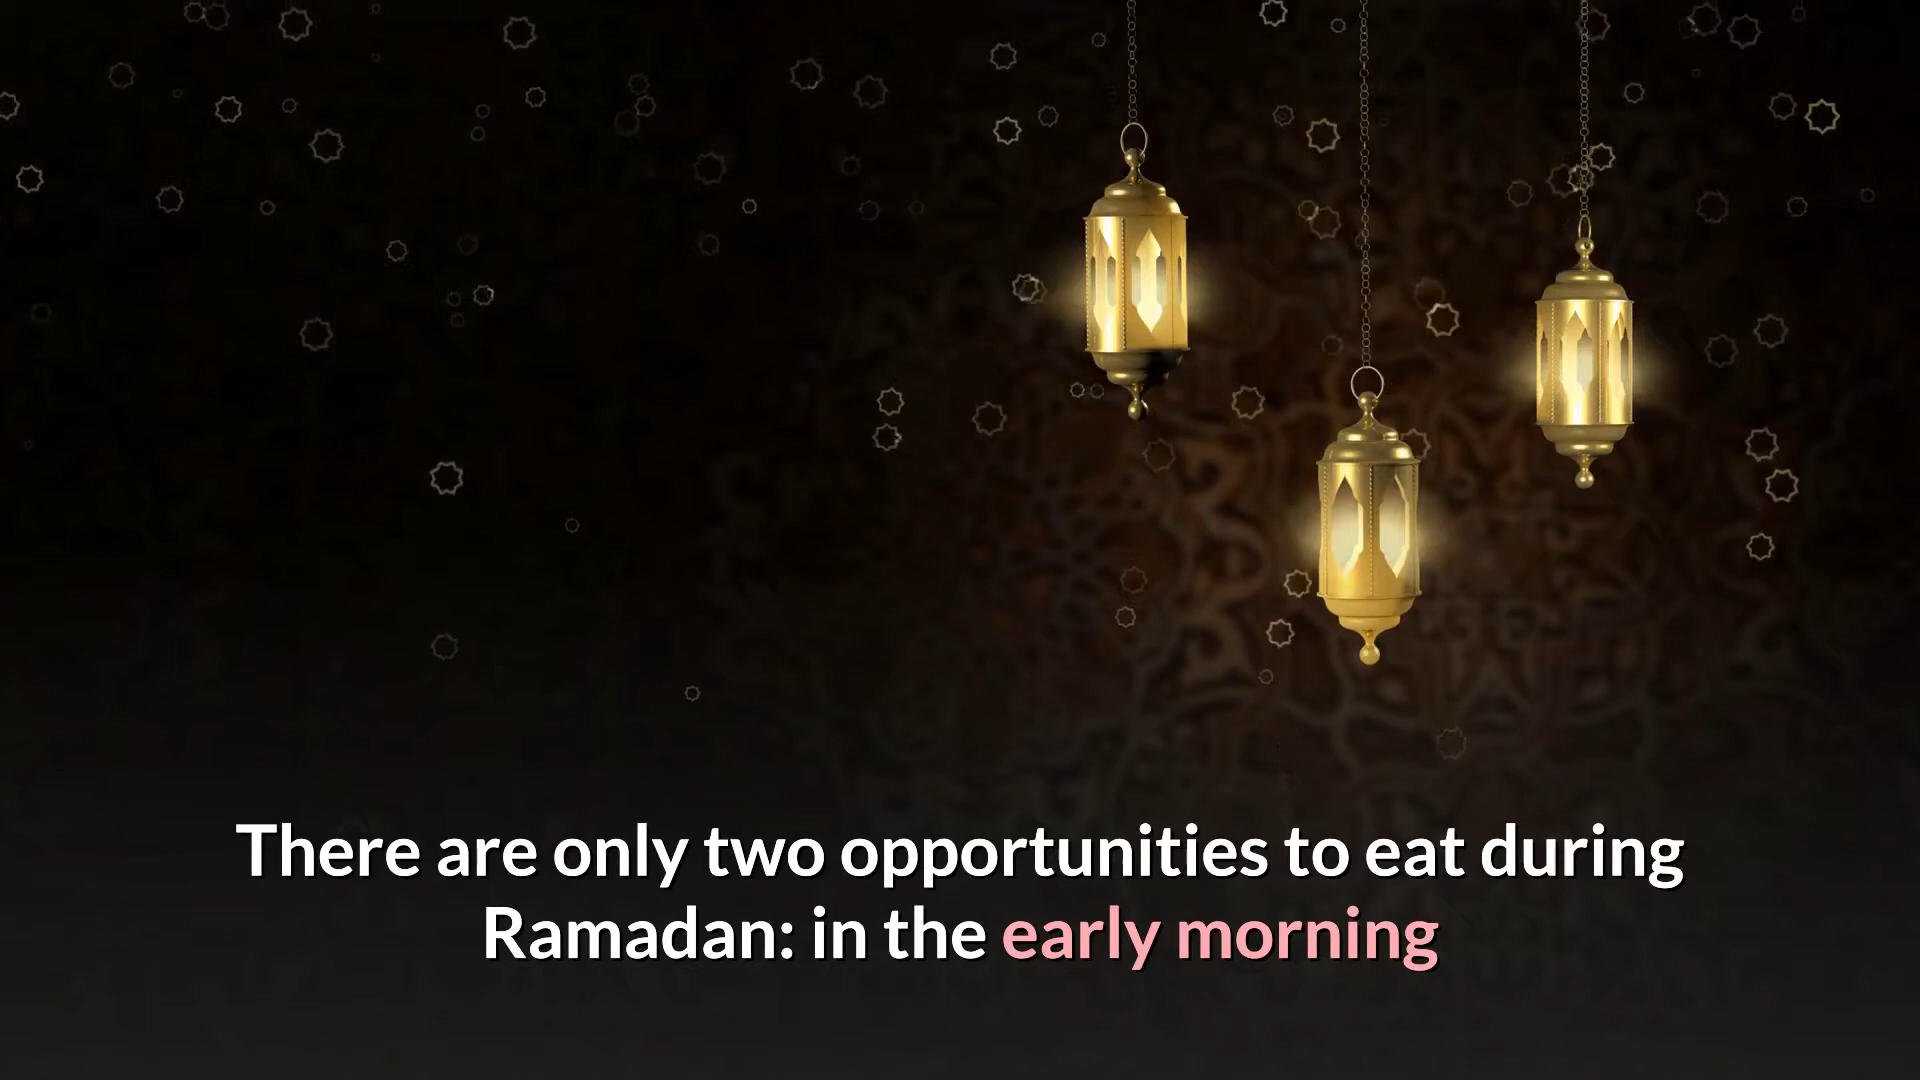 There are only two opportunities to eat during
Ramadan: in the early morning